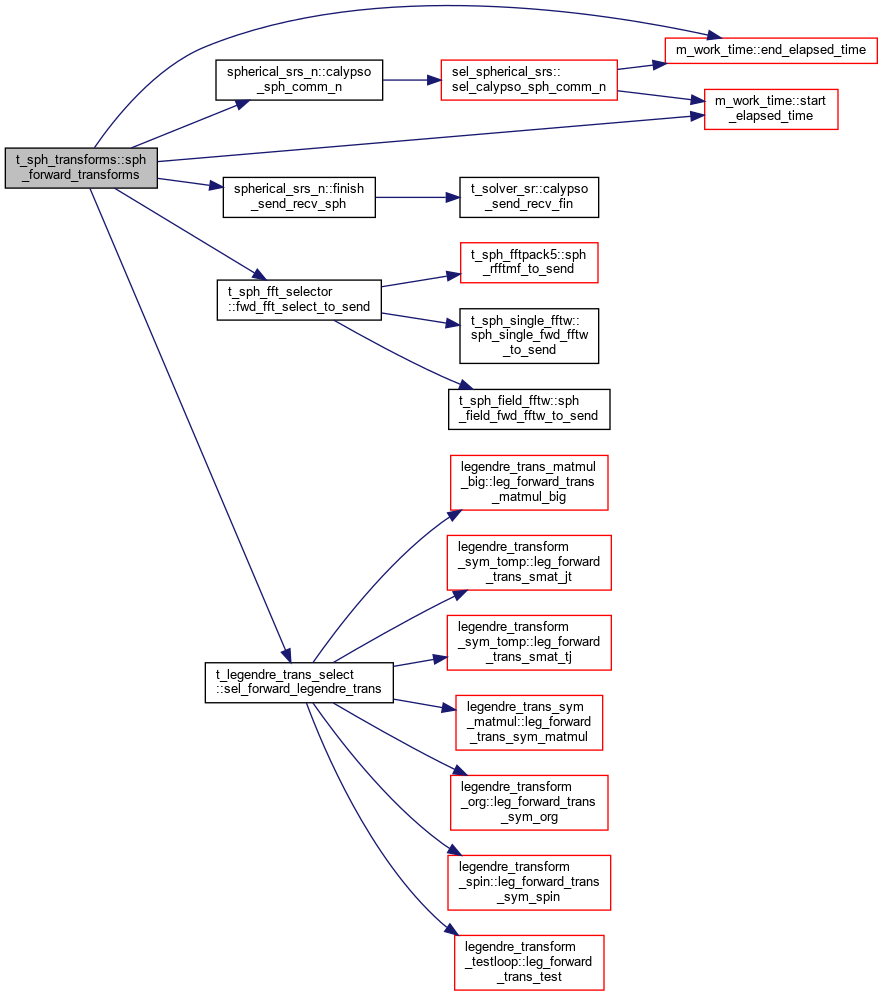 t_sph_transforms::sph
_forward_transforms
m_work_time::end_elapsed_time
spherical_srs_n::calypso
_sph_comm_n
sel_spherical_srs::
sel_calypso_sph_comm_n
m_work_time::start
_elapsed_time
spherical_srs_n::finish
_send_recv_sph
t_solver_sr::calypso
_send_recv_fin
t_sph_fft_selector
::fwd_fft_select_to_send
t_sph_fftpack5::sph
_rfftmf_to_send
t_sph_single_fftw::
sph_single_fwd_fftw
_to_send
t_sph_field_fftw::sph
_field_fwd_fftw_to_send
t_legendre_trans_select
::sel_forward_legendre_trans
legendre_trans_matmul
_big::leg_forward_trans
_matmul_big
legendre_transform
_sym_tomp::leg_forward
_trans_smat_jt
legendre_transform
_sym_tomp::leg_forward
_trans_smat_tj
legendre_trans_sym
_matmul::leg_forward
_trans_sym_matmul
legendre_transform
_org::leg_forward_trans
_sym_org
legendre_transform
_spin::leg_forward_trans
_sym_spin
legendre_transform
_testloop::leg_forward
_trans_test